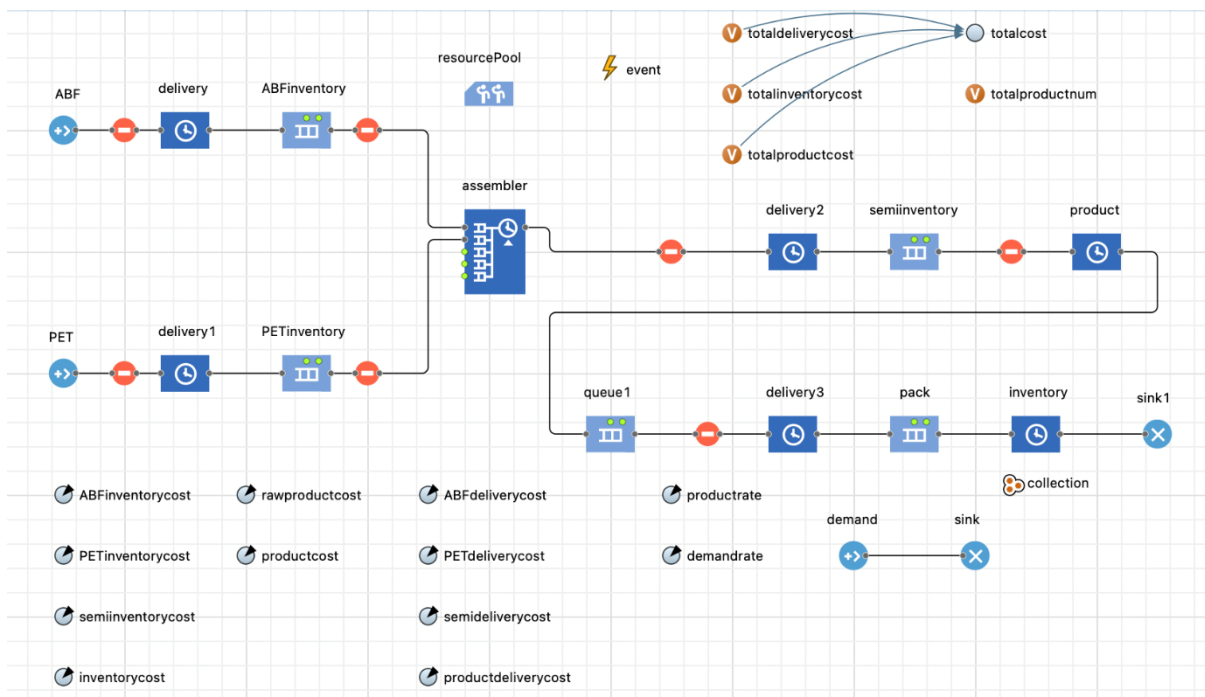 resourcePool
event
totaldeliverycost
totalcost
ABF
delivery
ABFinventory
totalinventorycost
totalproductnum
totalproductcost
assembler
delivery2
semiinventory
product
PET
delivery1
PETinventory
queue1
delivery3
pack
inventory
sink1
ABFinventorycost
rawproductcost
ABFdeliverycost
productrate
collection
demand
sink
PETinventorycost
productcost
PETdeliverycost
demandrate
semiinventorycost
semideliverycost
inventorycost
productdeliverycost
V
V
V
V